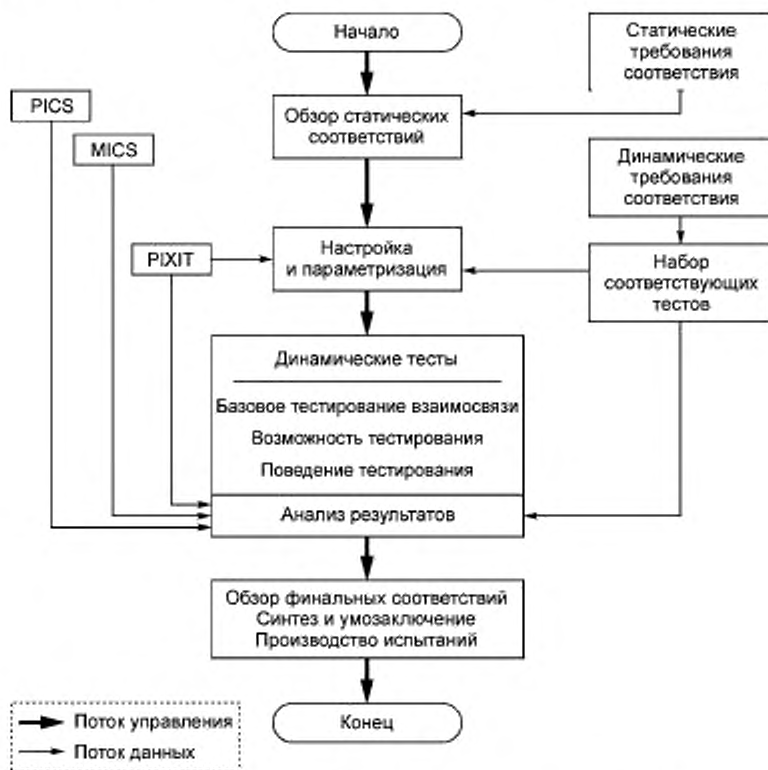 Начало
Статические
требования
соответствия
PICS
Обзор статических
соответствий
MICS
Динамические
требования
соответствия
PIXIT
Настройка
и параметризация
Набор
соответствующих
тестов
Динамические тесты
Базовое тестирование взаимосвязи
Возможность тестирования
Поведение тестирования
Анализ результатов
Обзор финальных соответствий
Синтез и умозаключение
Производство испытаний
Поток управления
Поток данных
Конец